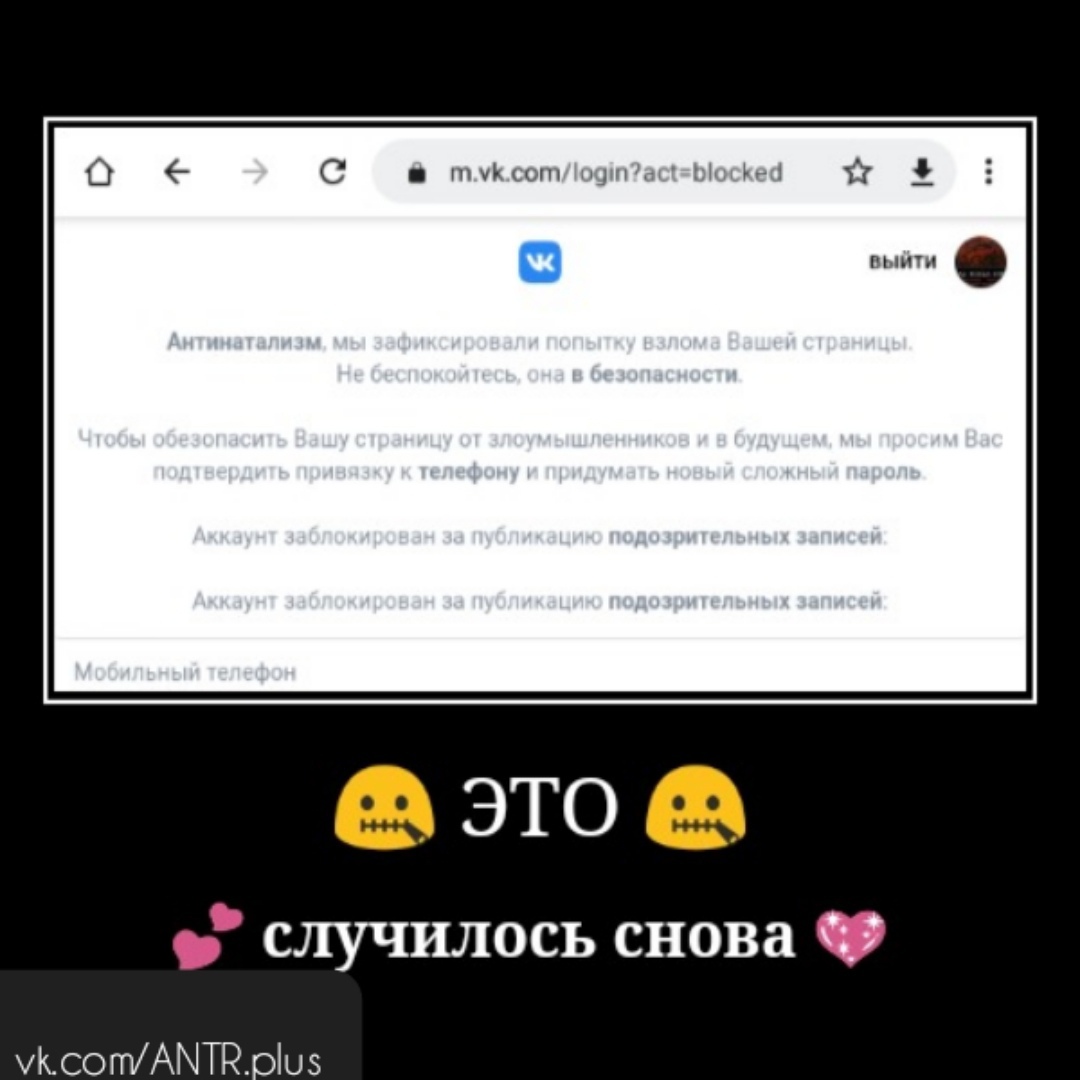 m.vk.com/login?act=blocked
VK
выйти
Антинатализм, мы зафиксировали попытку взлома Вашей страницы.
Не беспокойтесь, она в безопасности.
Чтобы обезопасить Вашу страницу от злоумышленников и в будущем, мы просим Вас
подтвердить привязку к телефону и придумать новый сложный пароль.
Аккаунт заблокирован за публикацию подозрительных записей:
Аккаунт заблокирован за публикацию подозрительных записей:
Мобильный телефон
ЭТО
случилось снова
vk.com/ANTR.plus